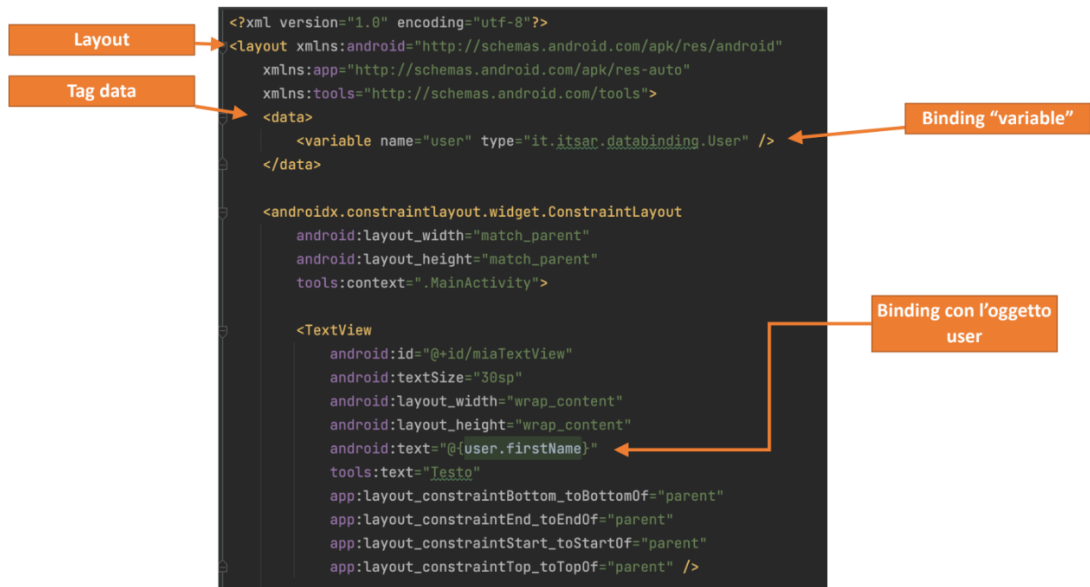 Layout
Tag data
Binding “variable”
Binding con l’oggetto
user
<?xml version="1.0" encoding="utf-8"?>
<layout xmlns:android="http://schemas.android.com/apk/res/android"
xmlns:app="http://schemas.android.com/apk/res-auto"
xmlns:tools="http://schemas.android.com/tools">
<data>
<variable name="user" type="it.itsar.databinding.User" />
</data>
<androidx.constraintlayout.widget.ConstraintLayout
android:layout_width="match_parent"
android:layout_height="match_parent"
tools:context=".MainActivity">
<TextView
android:id="@+id/miaTextView"
android:textSize="30sp"
android:layout_width="wrap_content"
android:layout_height="wrap_content"
android:text="@{user.firstName}"
tools:text="Testo"
app:layout_constraintBottom_toBottomOf="parent"
app:layout_constraintEnd_toEndOf="parent"
app:layout_constraintStart_toStartOf="parent"
app:layout_constraintTop_toTopOf="parent" />